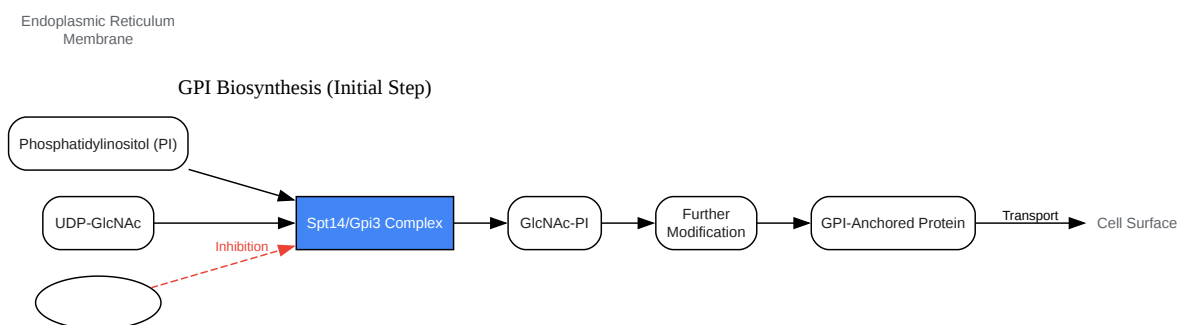 Endoplasmic Reticulum
Membrane
GPI Biosynthesis (Initial Step)
Phosphatidylinositol (PI)
UDP-GlcNAc
Inhibition
Spt14/Gpi3 Complex
GlcNAc-PI
Further
Modification
GPI-Anchored Protein
Transport
Cell Surface